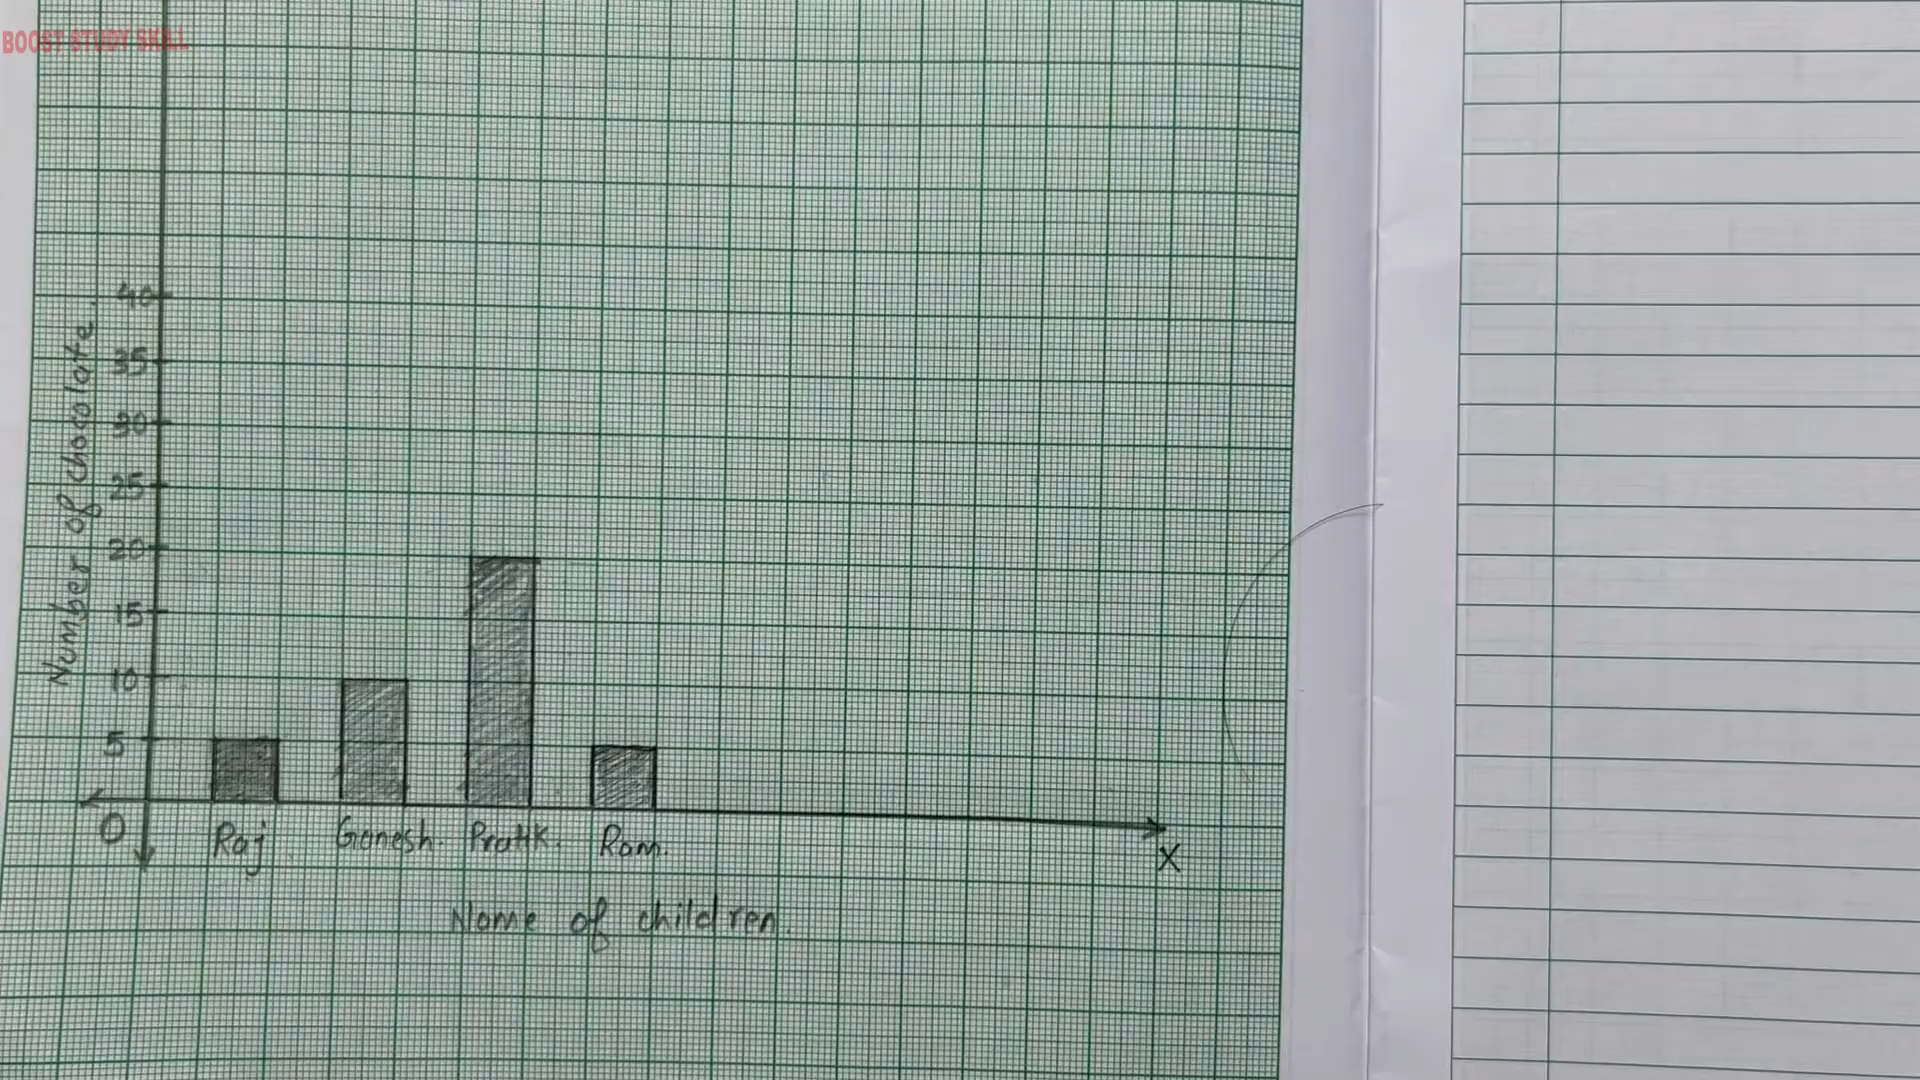 BOOST STUDY SKILL
Number of chocolate.
40
35
30
25
20
15
10
5
O
Raj. Ganesh. Pratik. Ram.
X
Name of children.